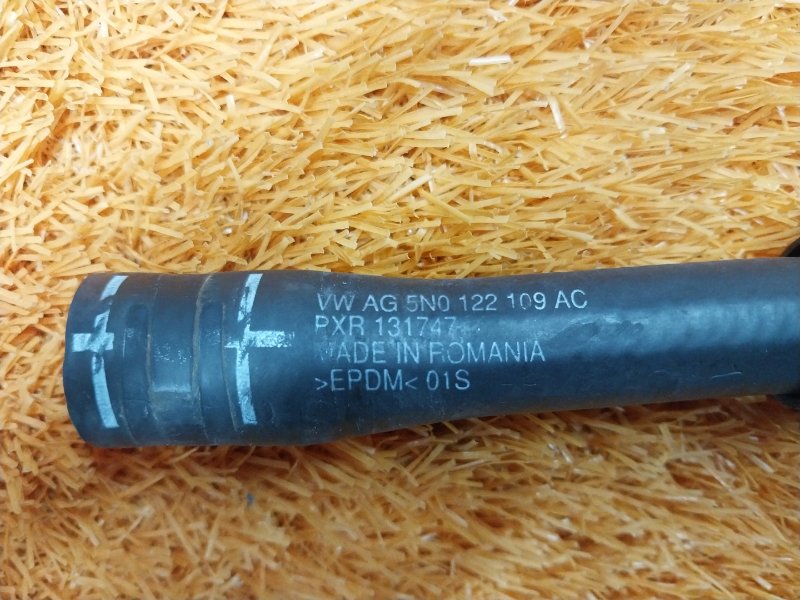 VW AG 5N0 122 109 AC
PXR 131747
MADE IN ROMANIA
>EPDM< 01S